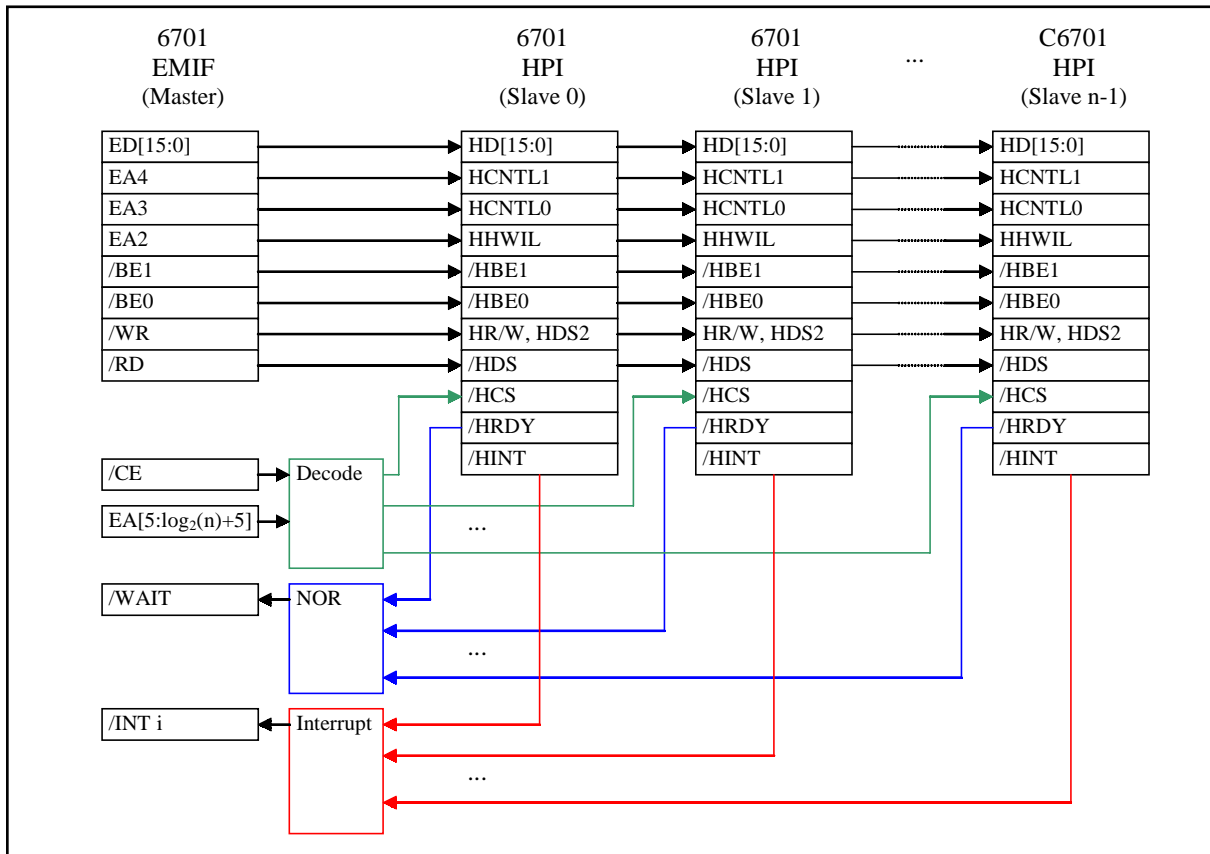 6701 6701 6701 C6701
EMIF HPI HPI ... HPI
(Master) (Slave 0) (Slave 1) (Slave n-1)
ED[15:0] HD[15:0] HD[15:0] HD[15:0]
EA4 HCNTL1 HCNTL1 HCNTL1
EA3 HCNTL0 HCNTL0 HCNTL0
EA2 HHWIL HHWIL HHWIL
/BE1 /HBE1 /HBE1 /HBE1
/BE0 /HBE0 /HBE0 /HBE0
/WR HR/W, HDS2 HR/W, HDS2 HR/W, HDS2
/RD /HDS /HDS /HDS
/HCS /HCS /HCS
/HRDY /HRDY /HRDY
/CE Decode /HINT /HINT /HINT
EA[5:log₂(n)+5] ...
/WAIT NOR
...
/INT i Interrupt
...